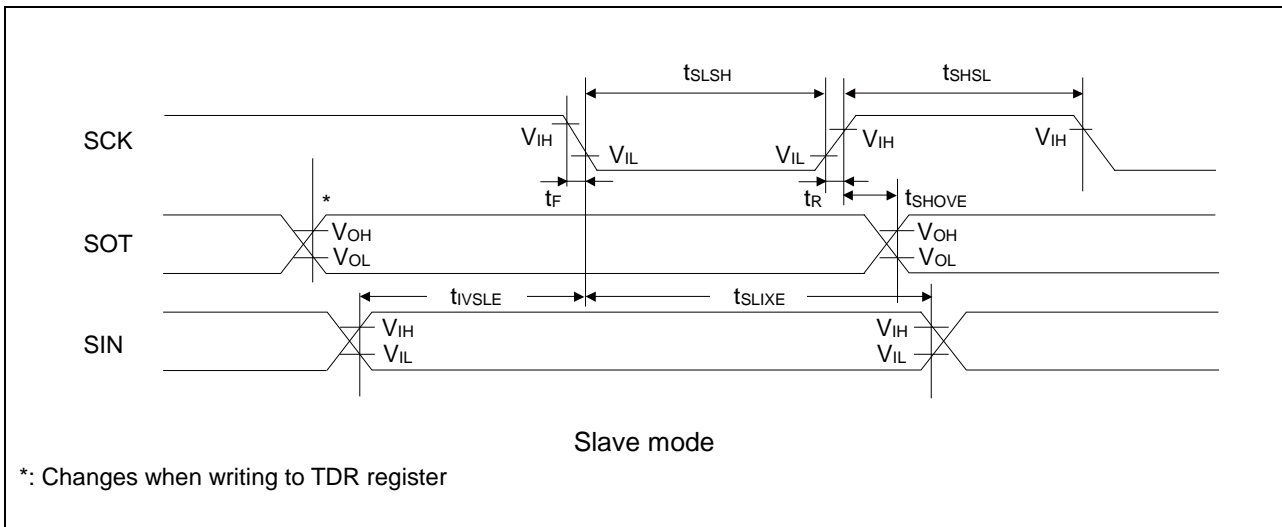 tSLSH tSHSL
SCK VIH VIL VIL VIH VIH
tF tR tSHOVE
*
SOT VOH VOH
VOL VOL
tIVSLE tSLIXE
SIN VIH VIH
VIL VIL
Slave mode
*: Changes when writing to TDR register